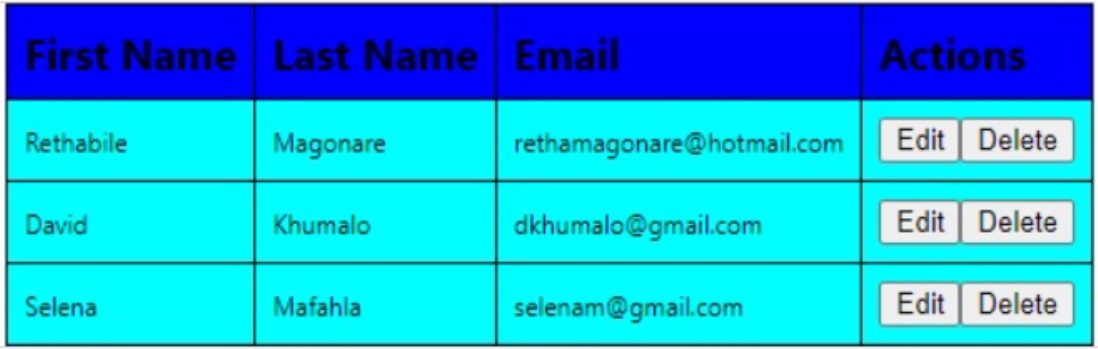 First Name Last Name Email Actions
Rethabile Magonare rethamagonare@hotmail.com Edit Delete
David Khumalo dkhumalo@gmail.com Edit Delete
Selena Mafahla selenam@gmail.com Edit Delete